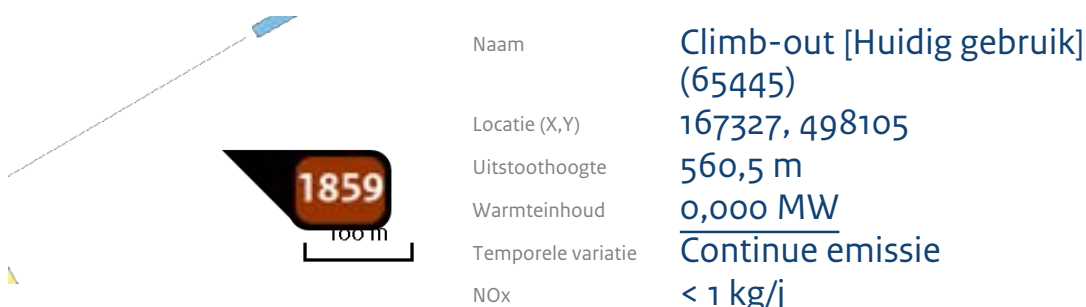 Naam Climb-out [Huidig gebruik]
(65445)
Locatie (X,Y) 167327, 498105
Uitstoothoogte 560,5 m
1859
Warmteinhoud 0,000 MW
100 m
Temporele variatie Continue emissie
NOx < 1 kg/j